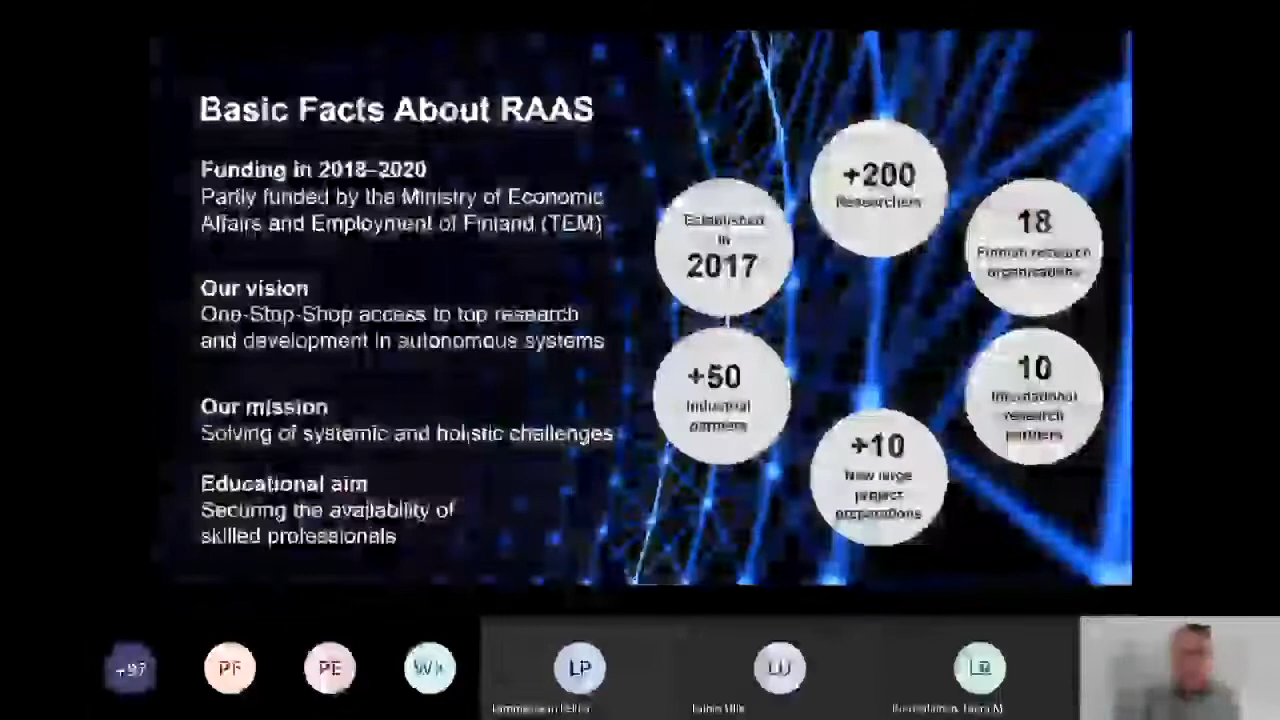 Basic Facts About RAAS
Funding in 2018–2020
Partly funded by the Ministry of Economic
Affairs and Employment of Finland (TEM)
Our vision
One-Stop-Shop access to top research
and development in autonomous systems
Our mission
Solving of systemic and holistic challenges
Educational aim
Securing the availability of
skilled professionals
Established
in
2017
+200
Researchers
18
Finnish research
organisations
+50
Industrial
partners
+10
New large
project
preparations
10
International
research
partners
+97
PF
PE
LP
LU
LR